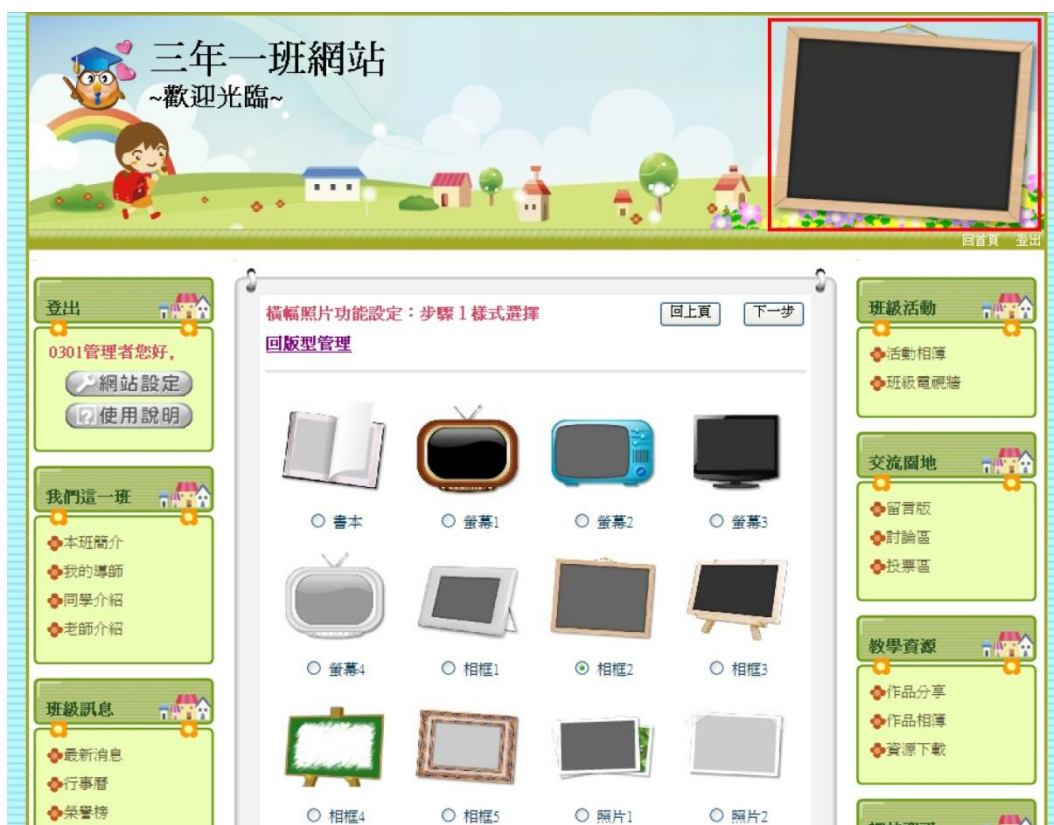 三年一班網站
~歡迎光臨~
回首頁 登出
登出
0301管理者您好,
網站設定
使用說明
我們這一班
本班簡介
我的導師
同學介紹
老師介紹
班級訊息
最新消息
行事曆
榮譽榜
橫幅照片功能設定：步驟1樣式選擇
回上頁 下一步
回版型管理
書本 螢幕1 螢幕2 螢幕3
螢幕4 相框1 相框2 相框3
相框4 相框5 照片1 照片2
班級活動
活動相簿
班級電視牆
交流園地
留言版
討論區
投票區
教學資源
作品分享
作品相簿
資源下載